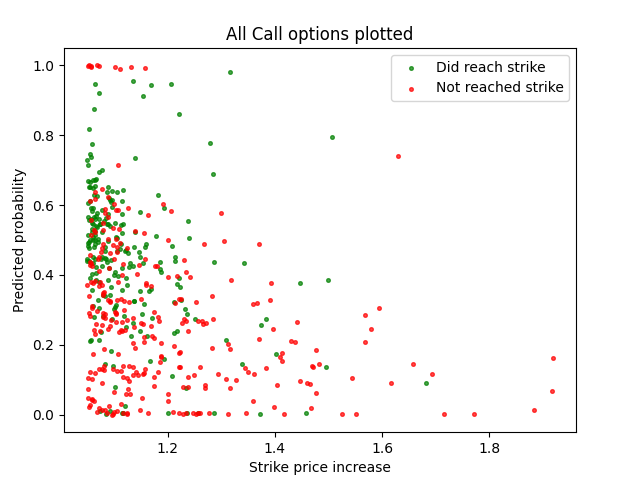 All Call options plotted
Did reach strike
Not reached strike
1.0
0.8
0.6
0.4
0.2
0.0
Predicted probability
1.2
1.4
1.6
1.8
Strike price increase